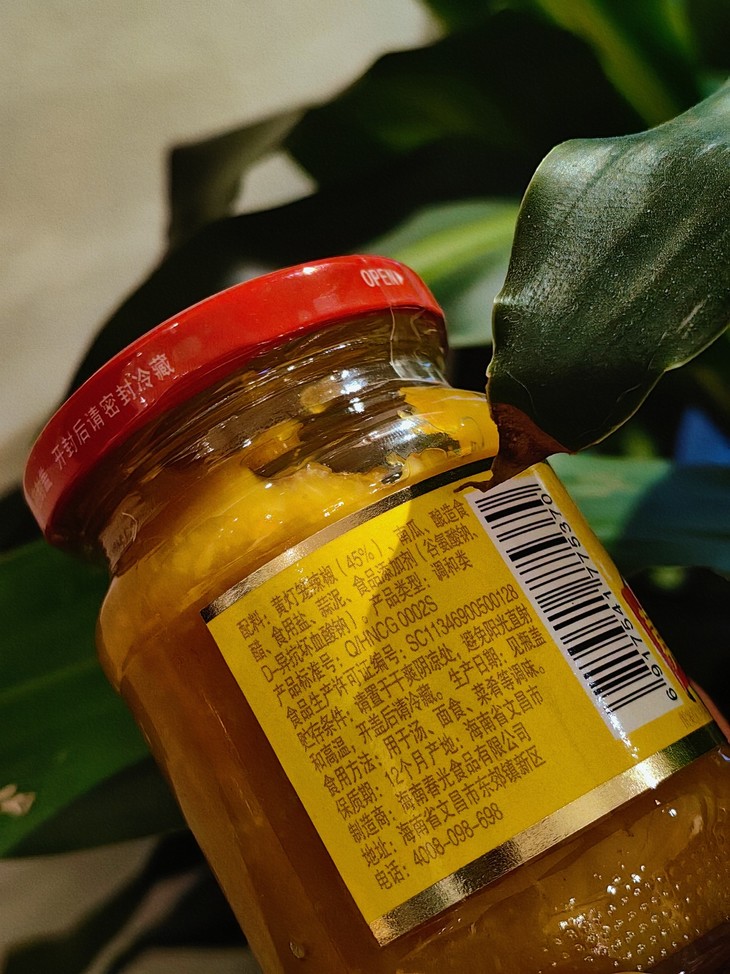 OPEN
开封后请密封冷藏
配料：黄灯笼辣椒（45%）、南瓜、酿造食
醋、食用盐、蒜泥、食品添加剂（谷氨酸钠、
D-异抗坏血酸钠） 产品类型：调和类
产品标准号：Q/HNCG 0002S
食品生产许可证编号：SC11346900500128
贮存条件：请置于干爽阴凉处，避免阳光直射
和高温，开盖后请冷藏。生产日期：见瓶盖
食用方法：用于汤、面食、菜肴等调味。
保质期：12个月 产地：海南省文昌市
制造商：海南春光食品有限公司
地址：海南省文昌市东郊镇新区
电话：4008-098-698
6 917541 775370